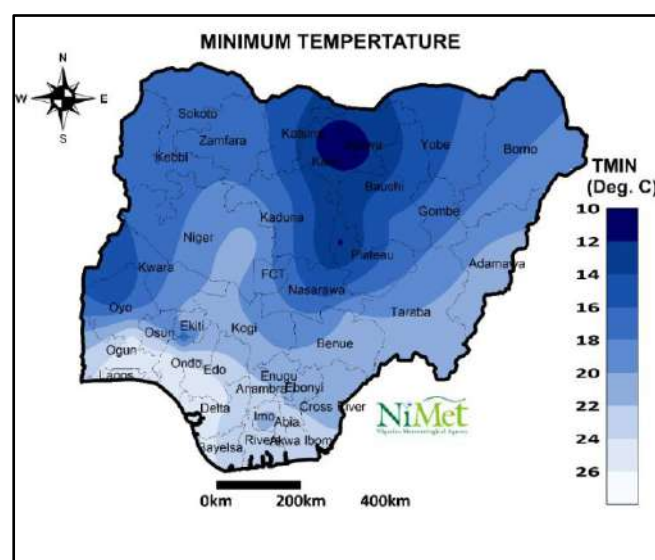 MINIMUM TEMPERTATURE
N
W E
S
Sokoto
Zamfara
Katsina
Kano
Yobe
Borno
Kebbi
Bauchi
Gombe
Kaduna
Niger
Plateau
Adamawa
Kwara
FCT
Nasarawa
Taraba
Oyo
Ekiti
Osun
Kogi
Benue
Ogun
Lagos
Ondo
Edo
Enugu
Anambra
Ebonyi
Delta
Imo
Abia
Cross River
Bayelsa
Rivers
Akwa Ibom
TMIN
(Deg. C)
10
12
14
16
18
20
22
24
26
NiMet
0km 200km 400km